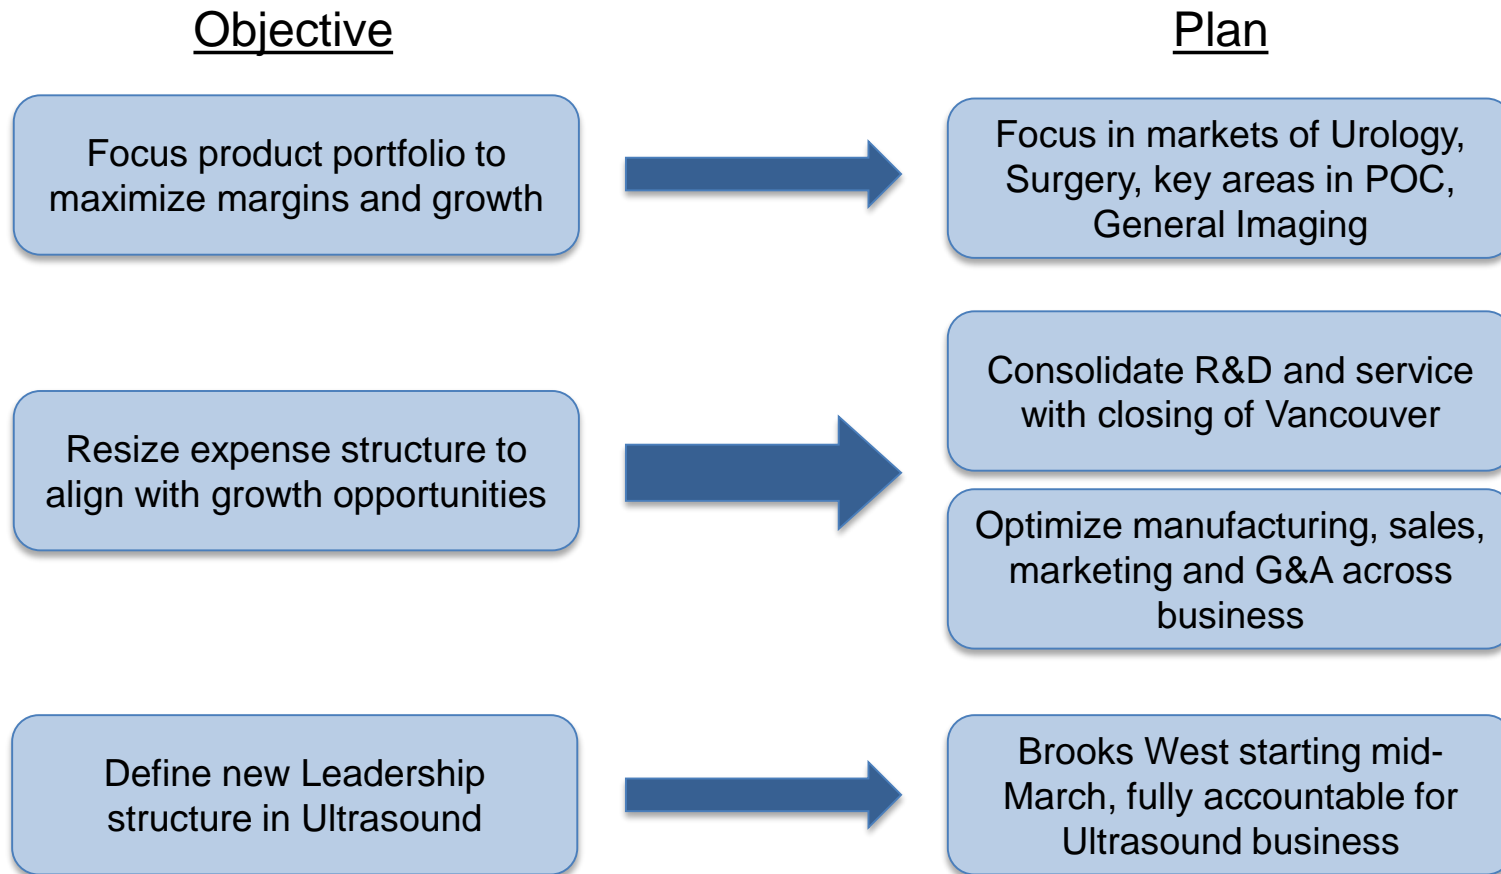 Objective
Plan
Focus product portfolio to
maximize margins and growth
Focus in markets of Urology,
Surgery, key areas in POC,
General Imaging
Resize expense structure to
align with growth opportunities
Consolidate R&D and service
with closing of Vancouver
Optimize manufacturing, sales,
marketing and G&A across
business
Define new Leadership
structure in Ultrasound
Brooks West starting mid-
March, fully accountable for
Ultrasound business